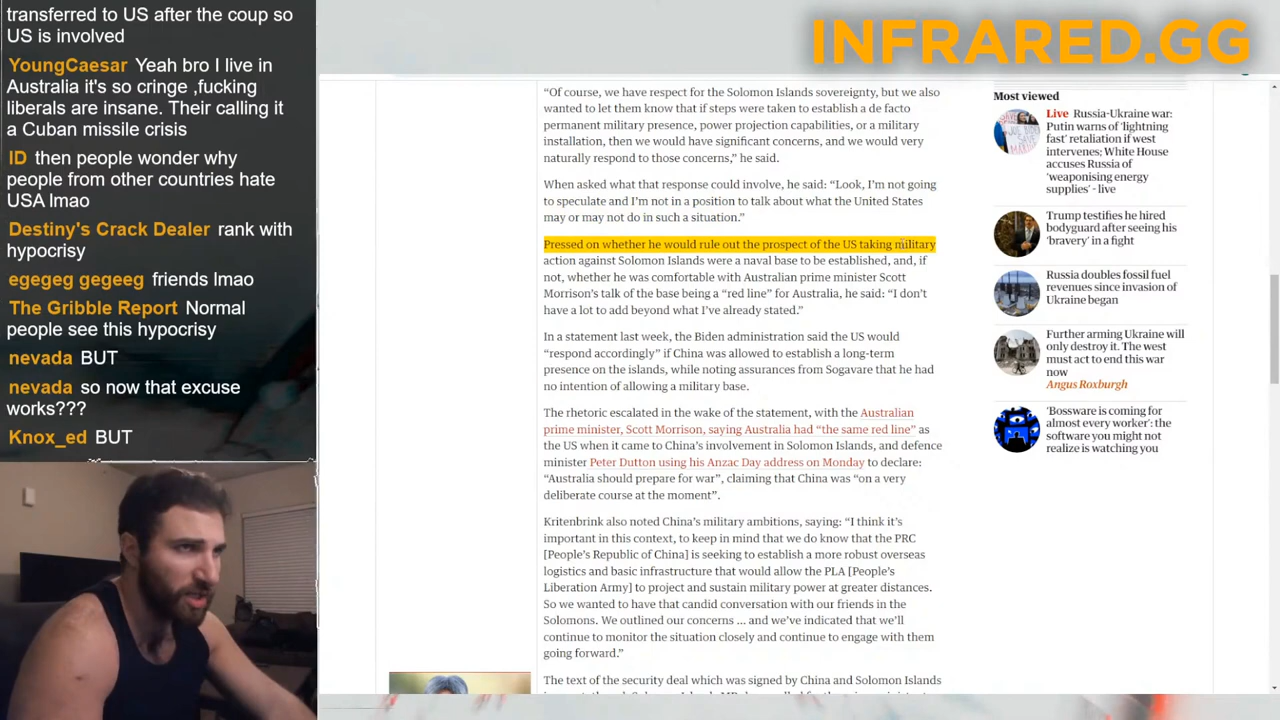 transferred to US after the coup so
US is involved
YoungCaesar Yeah bro I live in
Australia it's so cringe ,fucking
liberals are insane. Their calling it
a Cuban missile crisis
ID then people wonder why
people from other countries hate
USA lmao
Destiny's Crack Dealer rank with
hypocrisy
egegeg gegeeg friends lmao
The Gribble Report Normal
people see this hypocrisy
nevada BUT
nevada so now that excuse
works???
Knox_ed BUT
INFRARED.GG
“Of course, we have respect for the Solomon Islands sovereignty, but we also
wanted to let them know that if steps were taken to establish a de facto
permanent military presence, power projection capabilities, or a military
installation, then we would have significant concerns, and we would very
naturally respond to those concerns,” he said.
When asked what that response could involve, he said: “Look, I’m not going
to speculate and I’m not in a position to talk about what the United States
may or may not do in such a situation.”
Pressed on whether he would rule out the prospect of the US taking military
action against Solomon Islands were a naval base to be established, and, if
not, whether he was comfortable with Australian prime minister Scott
Morrison’s talk of the base being a “red line” for Australia, he said: “I don’t
have a lot to add beyond what I’ve already stated.”
In a statement last week, the Biden administration said the US would
“respond accordingly” if China was allowed to establish a long-term
presence on the islands, while noting assurances from Sogavare that he had
no intention of allowing a military base.
The rhetoric escalated in the wake of the statement, with the Australian
prime minister, Scott Morrison, saying Australia had “the same red line” as
the US when it came to China’s involvement in Solomon Islands, and defence
minister Peter Dutton using his Anzac Day address on Monday to declare:
“Australia should prepare for war”, claiming that China was “on a very
deliberate course at the moment”.
Kritenbrink also noted China’s military ambitions, saying: “I think it’s
important in this context, to keep in mind that we do know that the PRC
[People’s Republic of China] is seeking to establish a more robust overseas
logistics and basic infrastructure that would allow the PLA [People’s
Liberation Army] to project and sustain military power at greater distances.
So we wanted to have that candid conversation with our friends in the
Solomons. We outlined our concerns ... and we’ve indicated that we’ll
continue to monitor the situation closely and continue to engage with them
going forward.”
The text of the security deal which was signed by China and Solomon Islands
Most viewed
Live Russia-Ukraine war:
Putin warns of ‘lightning
fast’ retaliation if west
intervenes; White House
accuses Russia of
‘weaponising energy
supplies’ - live
Trump testifies he hired
bodyguard after seeing his
‘bravery’ in a fight
Russia doubles fossil fuel
revenues since invasion of
Ukraine began
Further arming Ukraine will
only destroy it. The west
must act to end this war
now
Angus Roxburgh
‘Bossware is coming for
almost every worker’: the
software you might not
realize is watching you